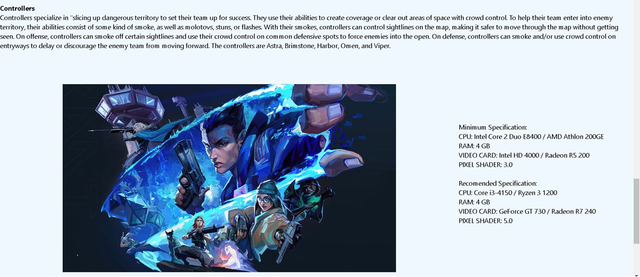 Controllers
Controllers specialize in "slicing up dangerous territory to set their team up for success. They use their abilities to create coverage or clear out areas of space with crowd control. To help their team enter into enemy
territory, their abilities consist of some kind of smoke, as well as molotovs, stuns, or flashes. With their smokes, controllers can control sightlines on the map, making it safer to move through the map without getting
seen. On offense, controllers can smoke off certain sightlines and use their crowd control on common defensive spots to force enemies into the open. On defense, controllers can smoke and/or use crowd control on
entryways to delay or discourage the enemy team from moving forward. The controllers are Astra, Brimstone, Harbor, Omen, and Viper.
Minimum Specification:
CPU: Intel Core 2 Duo E8400 / AMD Athlon 200GE
RAM: 4 GB
VIDEO CARD: Intel HD 4000 / Radeon R5 200
PIXEL SHADER: 3.0
Recomended Specification:
CPU: Core i3-4150 / Ryzen 3 1200
RAM: 4 GB
VIDEO CARD: GeForce GT 730 / Radeon R7 240
PIXEL SHADER: 5.0